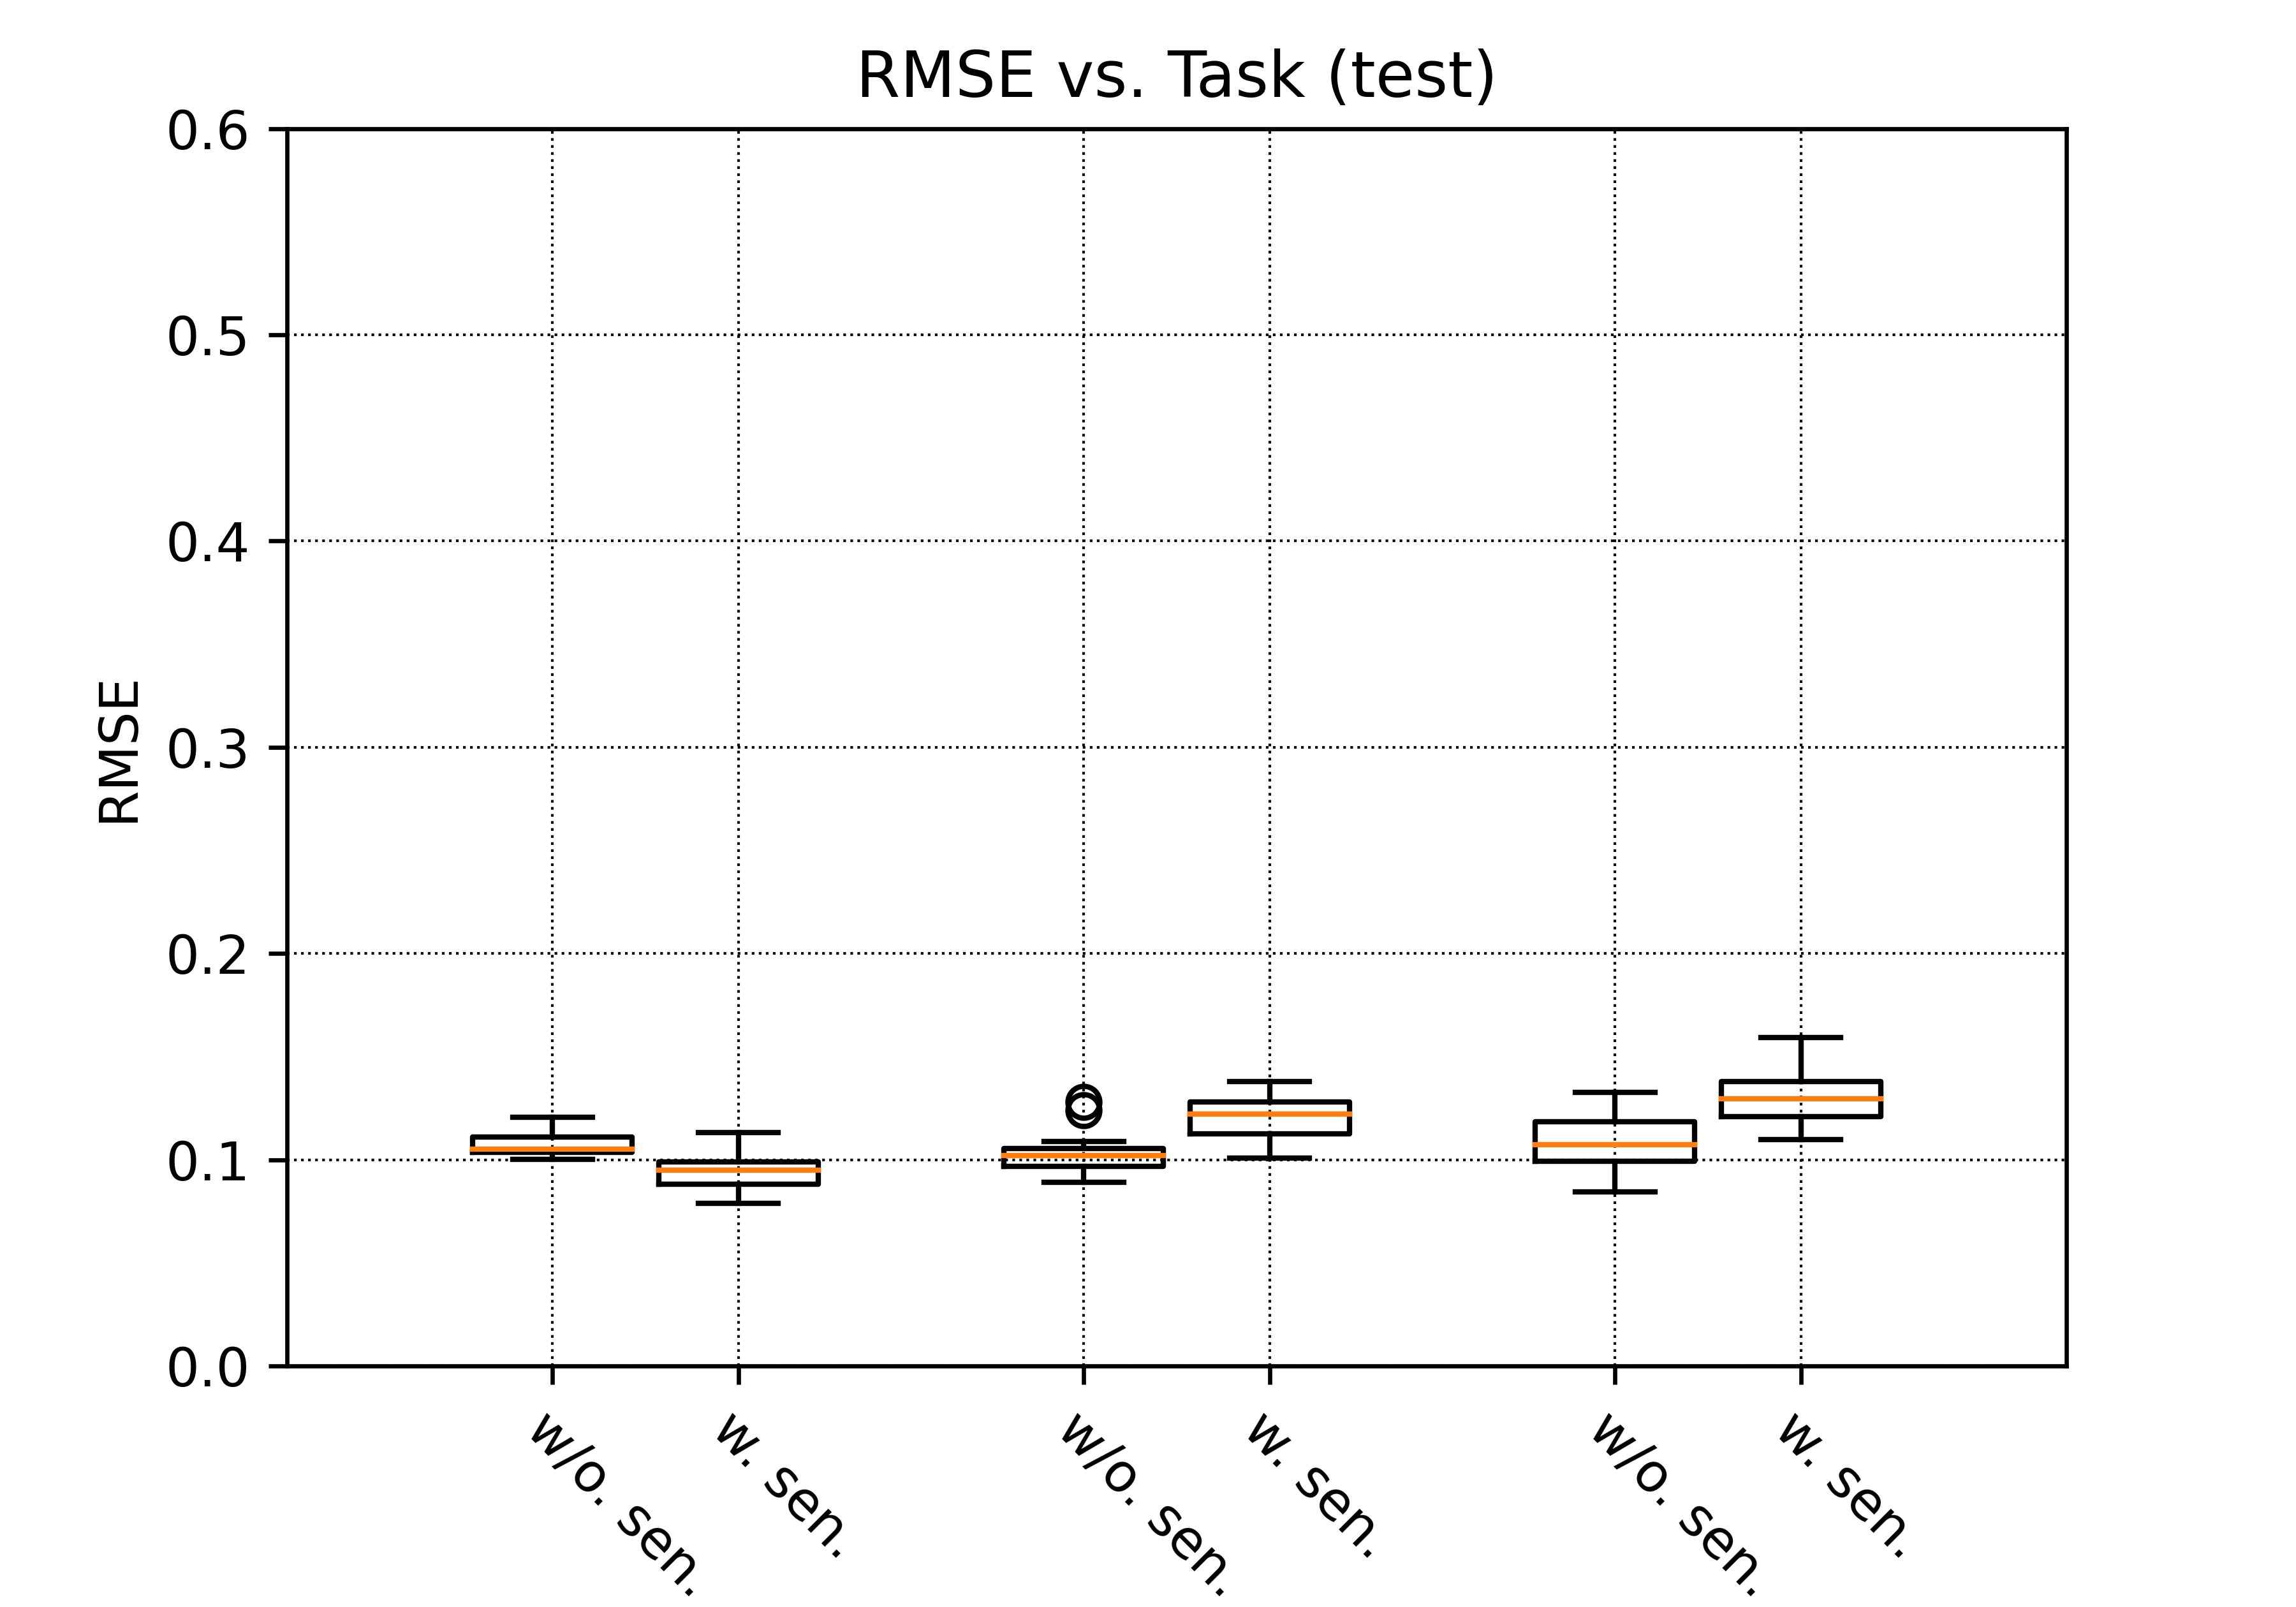 RMSE vs. Task (test)
RMSE
0.6
0.5
0.4
0.3
0.2
0.1
0.0
w/o. sen.
w. sen.
w/o. sen.
w. sen.
w/o. sen.
w. sen.